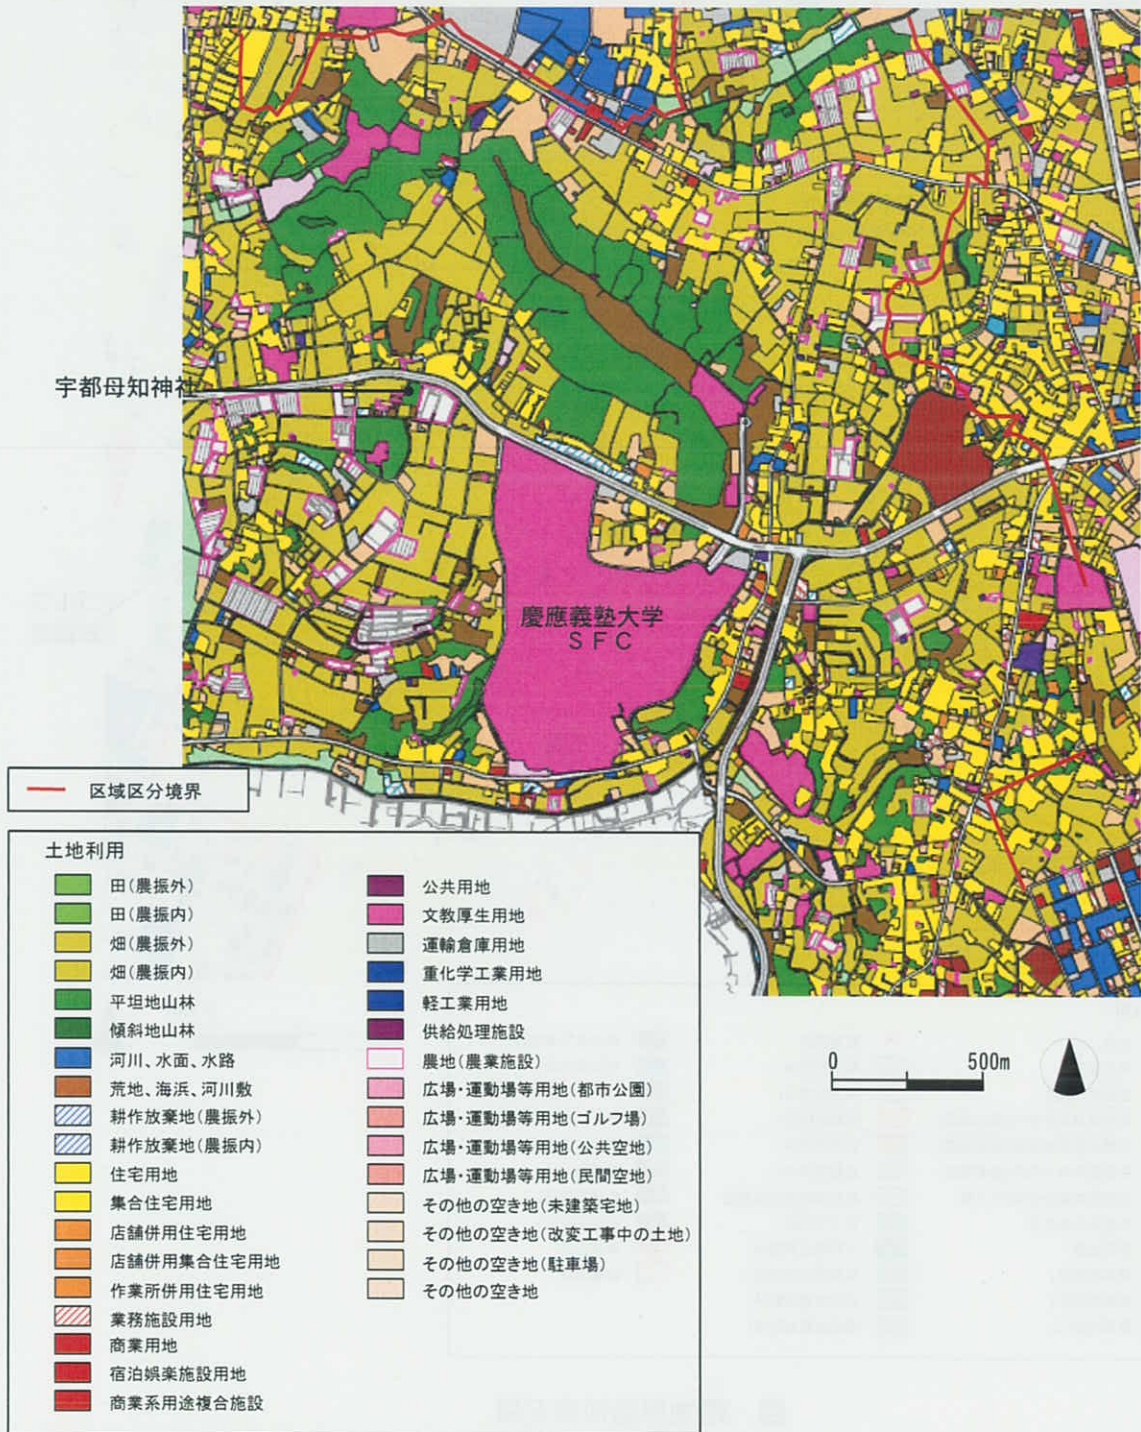 宇都母知神社
慶應義塾大学
SFC
区域区分境界
土地利用
田(農振外)
田(農振内)
畑(農振外)
畑(農振内)
平坦地山林
傾斜地山林
河川、水面、水路
荒地、海浜、河川敷
耕作放棄地(農振外)
耕作放棄地(農振内)
住宅用地
集合住宅用地
店舗併用住宅用地
店舗併用集合住宅用地
作業所併用住宅用地
業務施設用地
商業用地
宿泊娯楽施設用地
商業系用途複合施設
公共用地
文教厚生用地
運輸倉庫用地
重化学工業用地
軽工業用地
供給処理施設
農地(農業施設)
広場・運動場等用地(都市公園)
広場・運動場等用地(ゴルフ場)
広場・運動場等用地(公共空地)
広場・運動場等用地(民間空地)
その他の空き地(未建築宅地)
その他の空き地(改変工事中の土地)
その他の空き地(駐車場)
その他の空き地
0 500m